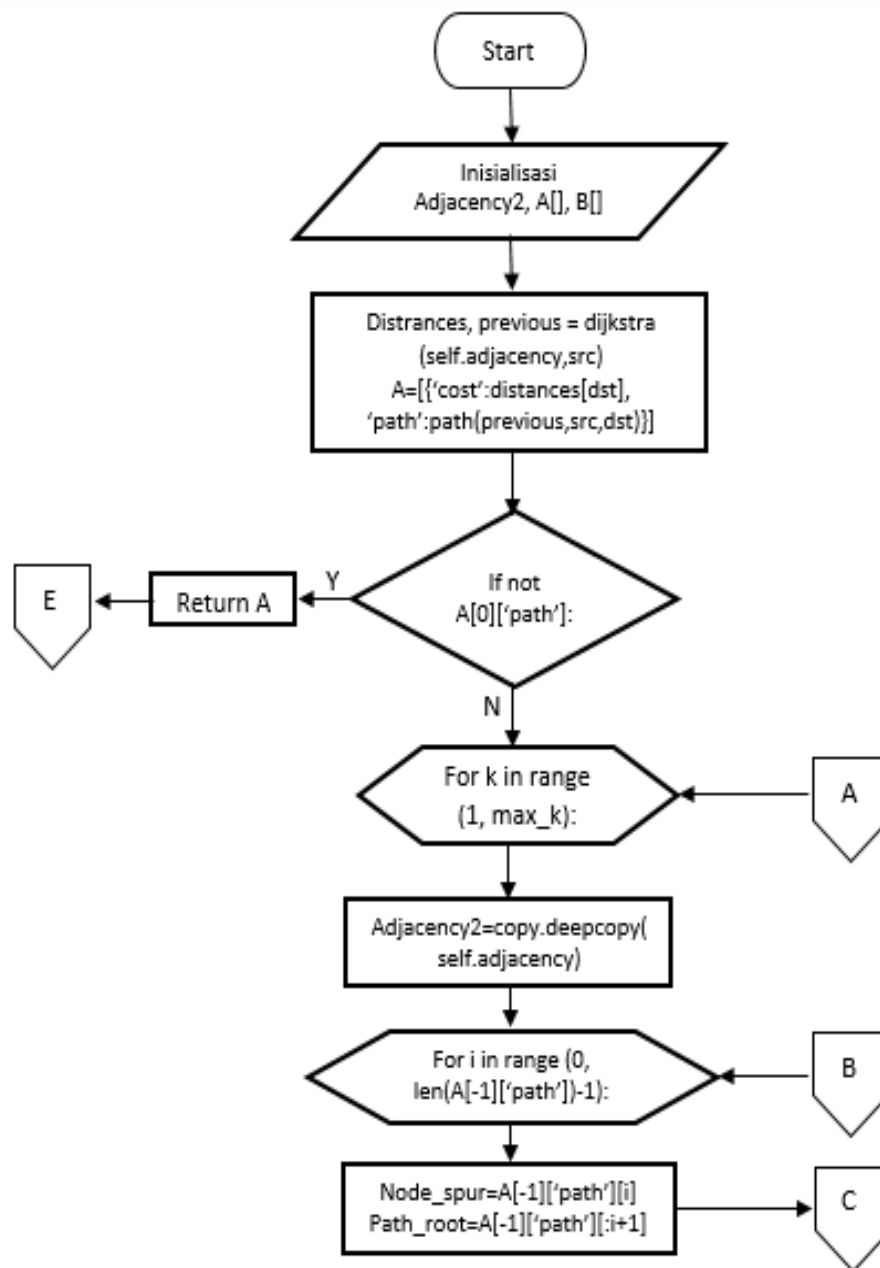 Start
Inisialisasi
Adjacency2, A[], B[]
Distrances, previous = dijkstra
(self.adjacency,src)
A=[{‘cost’:distances[dst],
‘path’:path(previous,src,dst)}]
If not
A[0][‘path’]:
Y
Return A
E
N
For k in range
(1, max_k):
A
Adjacency2=copy.deepcopy(
self.adjacency)
For i in range (0,
len(A[-1][‘path’])-1):
B
Node_spur=A[-1][‘path’][i]
Path_root=A[-1][‘path’][:i+1]
C